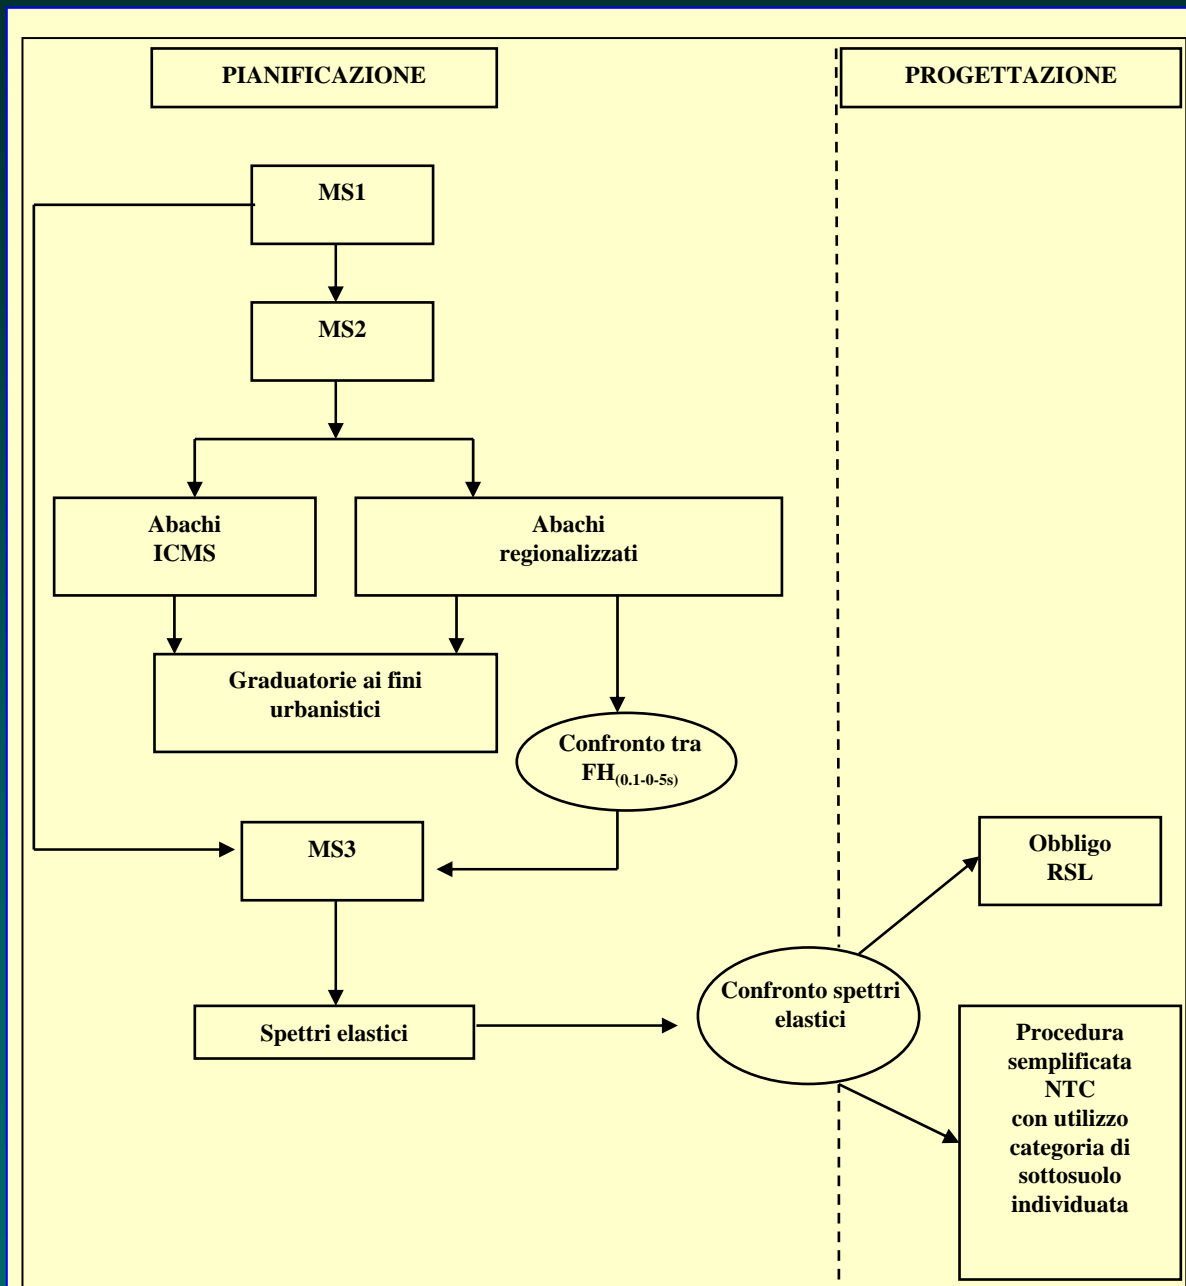 PIANIFICAZIONE
PROGETTAZIONE
MS1
MS2
Abachi
ICMS
Abachi
regionalizzati
Graduatorie ai fini
urbanistici
Confronto tra
FH(0.1-0-5s)
MS3
Obbligo
RSL
Spettri elastici
Confronto spettri
elastici
Procedura
semplificata
NTC
con utilizzo
categoria di
sottosuolo
individuata